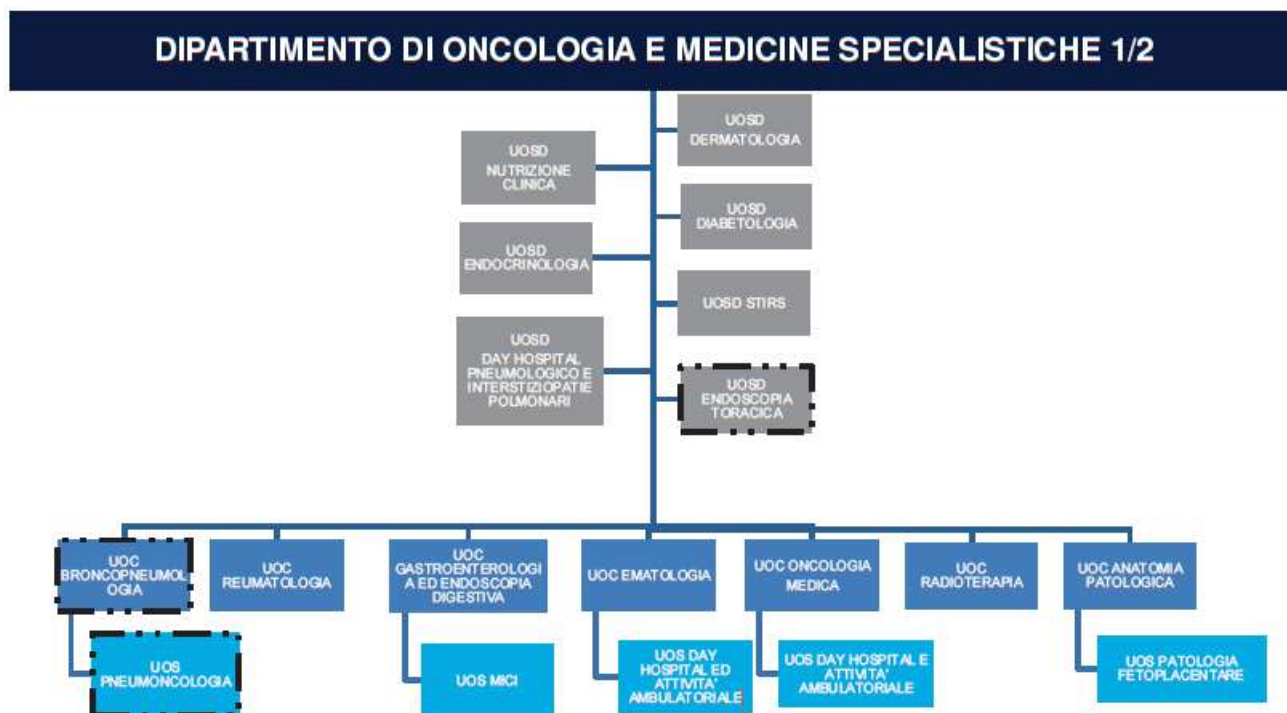 DIPARTIMENTO DI ONCOLOGIA E MEDICINE SPECIALISTICHE 1/2
UOSD
NUTRIZIONE
CLINICA
UOSD
DERMATOLOGIA
UOSD
ENDOCRINOLOGIA
UOSD
DIABETOLOGIA
UOSD
DAY HOSPITAL
PNEUMOLOGICO E
INTERSTIZIOPATIE
POLMONARI
UOSD STIRS
UOSD
ENDOSCOPIA
TORACICA
UOC
BRONCOPNEUMOL
OGIA
UOC
REUMATOLOGIA
UOC
GASTROENTEROLOGI
A ED ENDOSCOPIA
DIGESTIVA
UOC EMATOLOGIA
UOC ONCOLOGIA
MEDICA
UOC
RADIOTERAPIA
UOC ANATOMIA
PATOLOGICA
UOS
PNEUMONCOLOGIA
UOS MICI
UOS DAY
HOSPITAL ED
ATTIVITA'
AMBULATORIALE
UOS DAY HOSPITAL E
ATTIVITA'
AMBULATORIALE
UOS PATOLOGIA
FETOPLACENTARE